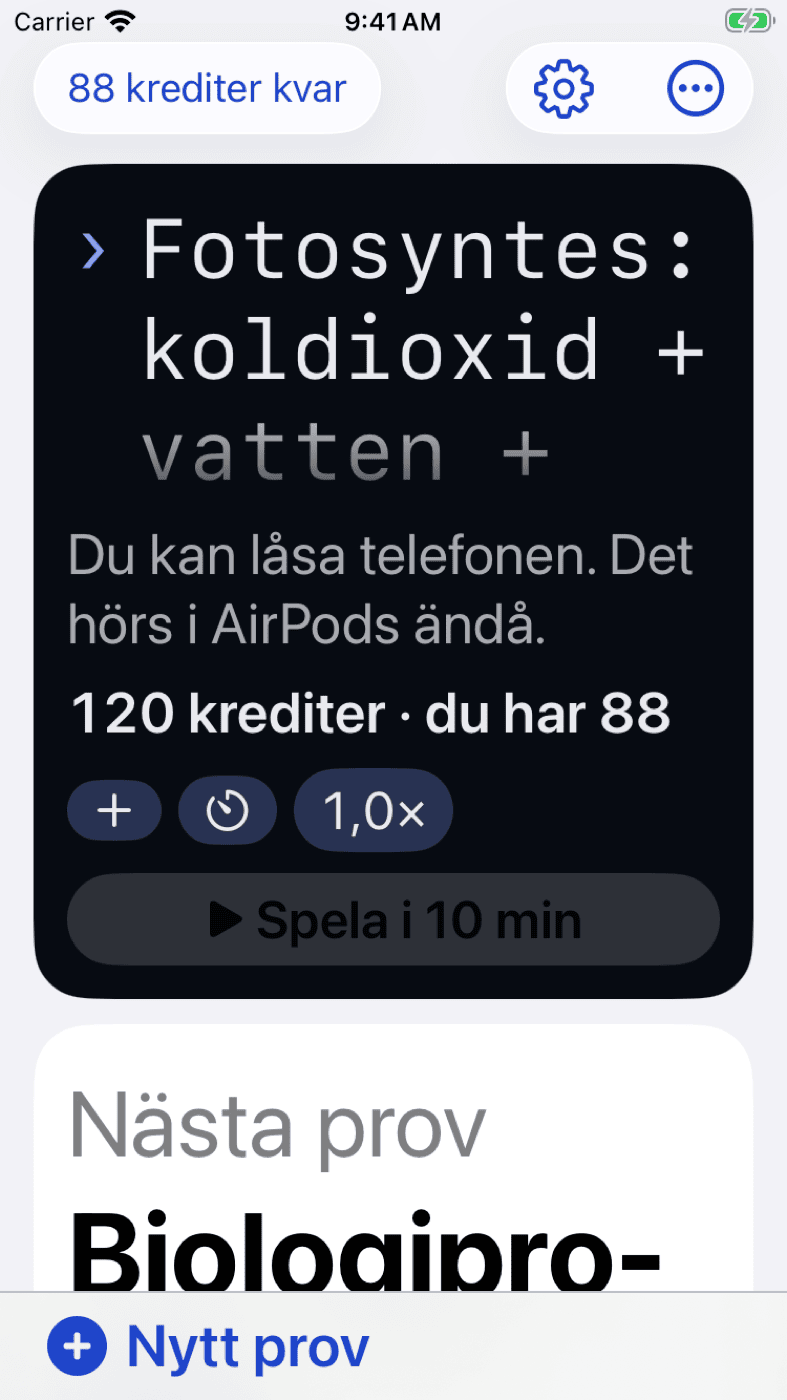 Carrier 9:41 AM
88 krediter kvar
› Fotosyntes:
koldioxid +
vatten +
Du kan låsa telefonen. Det
hörs i AirPods ändå.
120 krediter · du har 88
1,0×
Spela i 10 min
Nästa prov
Biologipro-
Nytt prov